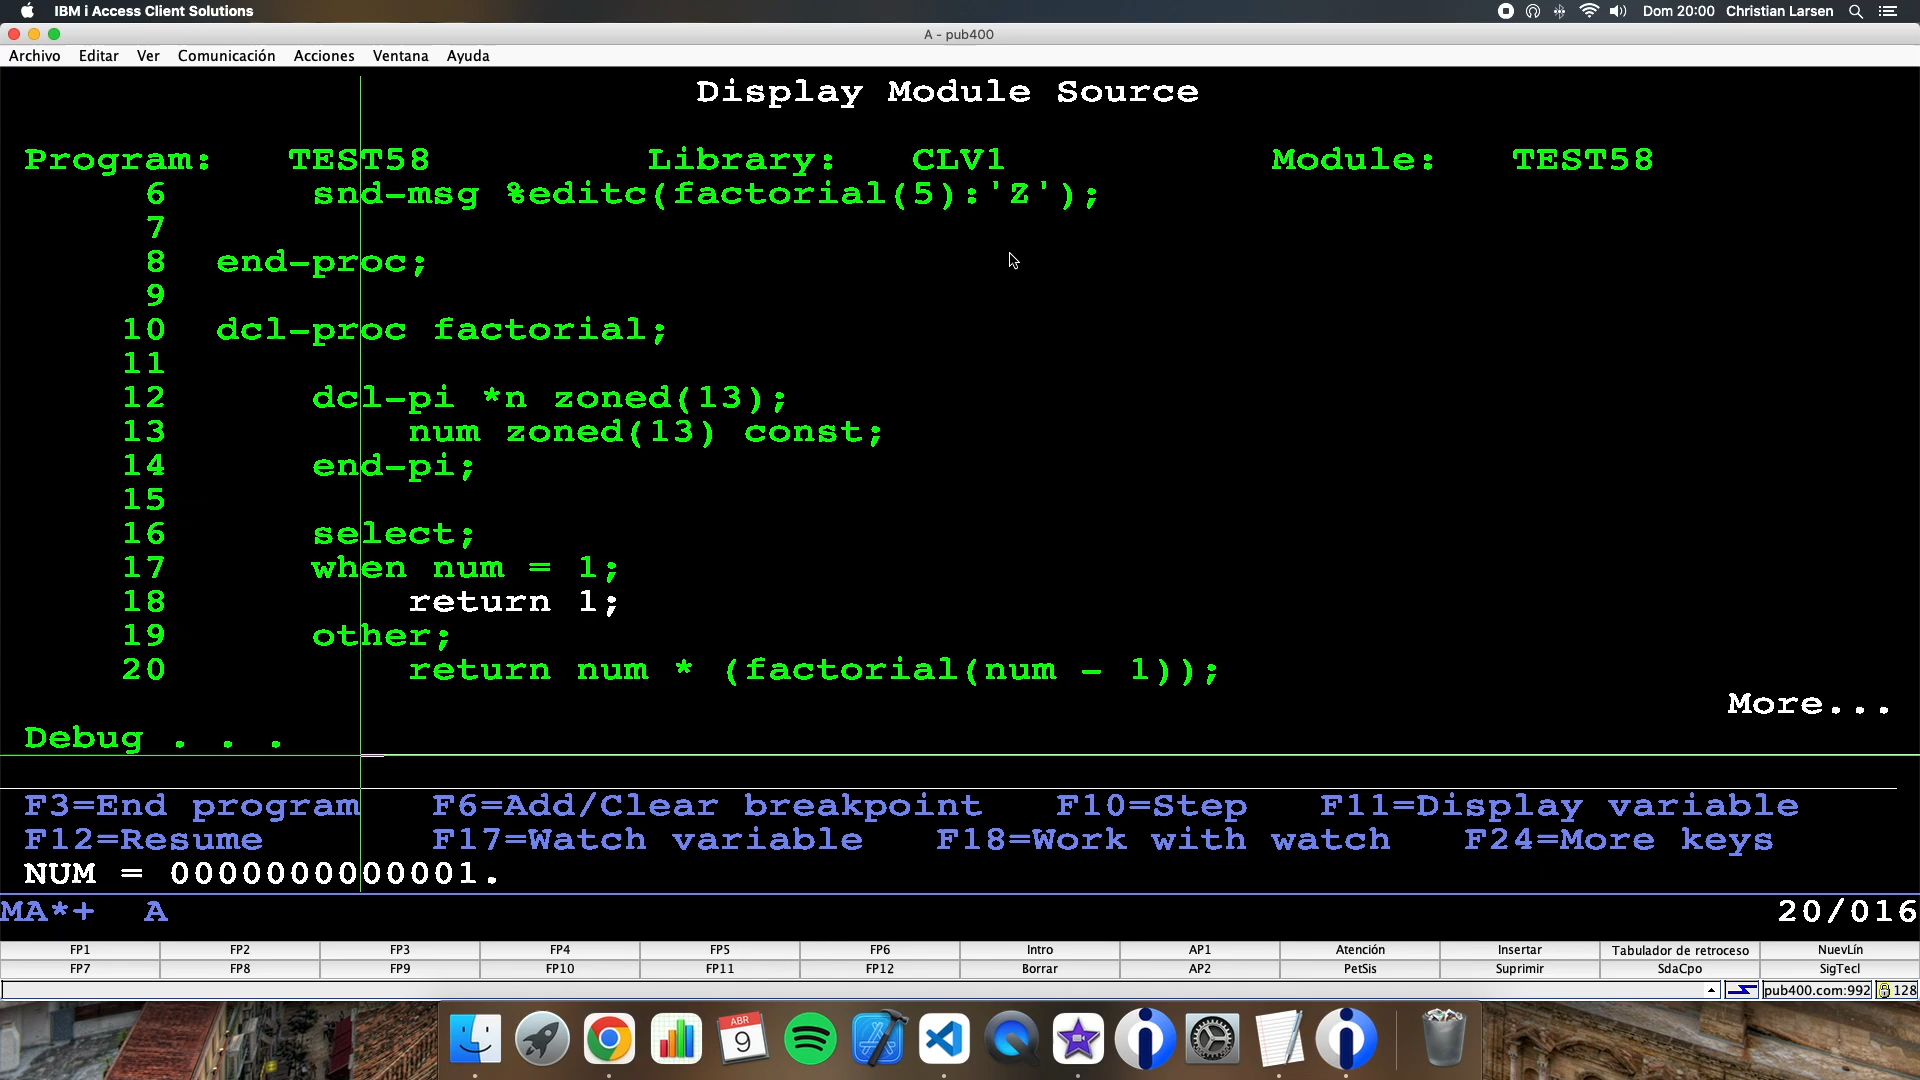 IBM i Access Client Solutions Dom 20:00 Christian Larsen
A - pub400
Archivo Editar Ver Comunicación Acciones Ventana Ayuda
Display Module Source
Program: TEST58 Library: CLV1 Module: TEST58
6 snd-msg %editc(factorial(5):'Z');
7
8 end-proc;
9
10 dcl-proc factorial;
11
12 dcl-pi *n zoned(13);
13 num zoned(13) const;
14 end-pi;
15
16 select;
17 when num = 1;
18 return 1;
19 other;
20 return num * (factorial(num - 1));
More...
Debug . . .
F3=End program F6=Add/Clear breakpoint F10=Step F11=Display variable
F12=Resume F17=Watch variable F18=Work with watch F24=More keys
NUM = 0000000000001.
MA*+ A 20/016
FP1 FP2 FP3 FP4 FP5 FP6 Intro AP1 Atención Insertar Tabulador de retroceso NuevLín
FP7 FP8 FP9 FP10 FP11 FP12 Borrar AP2 PetSis Suprimir SdaCpo SigTecl
pub400.com:992 128
ABR
9